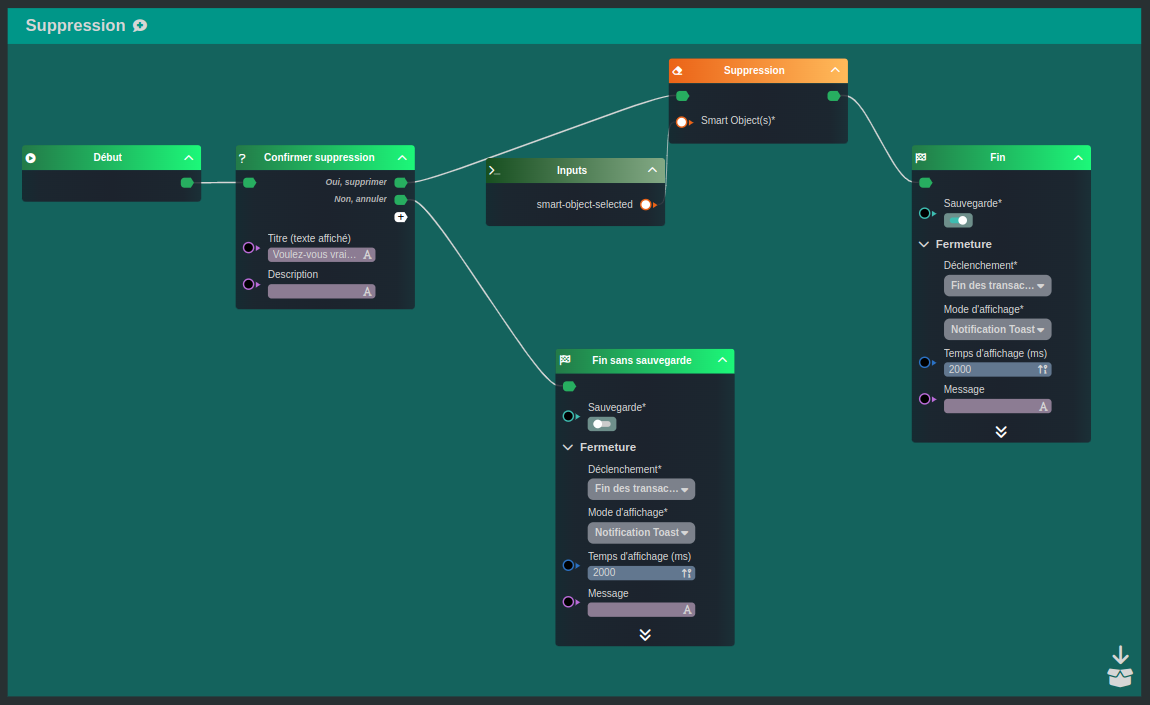 Suppression
Début
Confirmer suppression
Oui, supprimer
Non, annuler
Titre (texte affiché)
Voulez-vous vrai...
A
Description
A
Inputs
smart-object-selected
Suppression
Smart Object(s)*
Fin sans sauvegarde
Sauvegarde*
Fermeture
Déclenchement*
Fin des transac...
Mode d'affichage*
Notification Toast
Temps d'affichage (ms)
2000
Message
A
Fin
Sauvegarde*
Fermeture
Déclenchement*
Fin des transac...
Mode d'affichage*
Notification Toast
Temps d'affichage (ms)
2000
Message
A